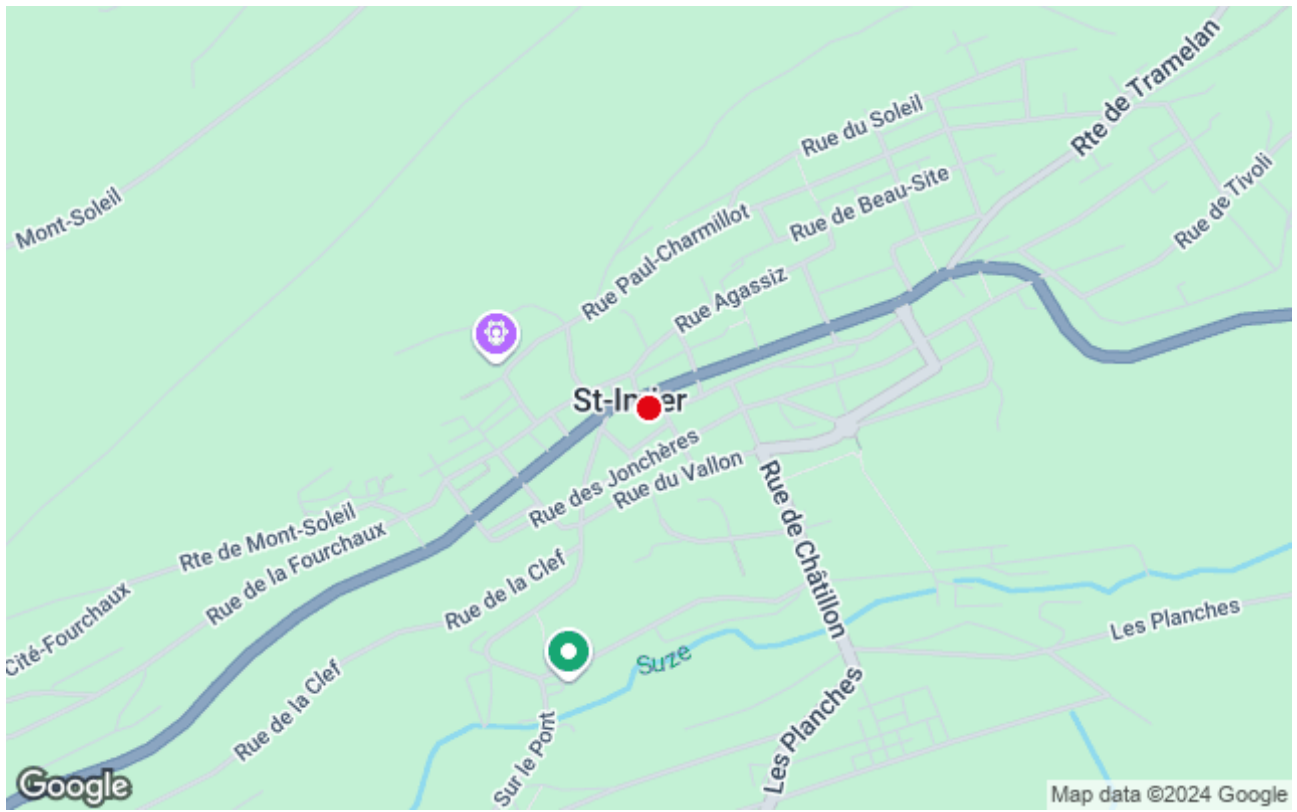 Rte de Tramelan
Rue du Soleil
Rue de Tivoli
Rue de Beau-Site
Mont-Soleil
Rue Paul-Charmillot
Rue Agassiz
Rue des Jonchères
Rue du Vallon
Rue de Châtillon
Rte de Mont-Soleil
Rue de la Fourchaux
Cité-Fourchaux
Rue de la Clef
Les Planches
Suze
Rue de la Clef
Les Planches
Sur le Pont
Google
Map data ©2024 Google